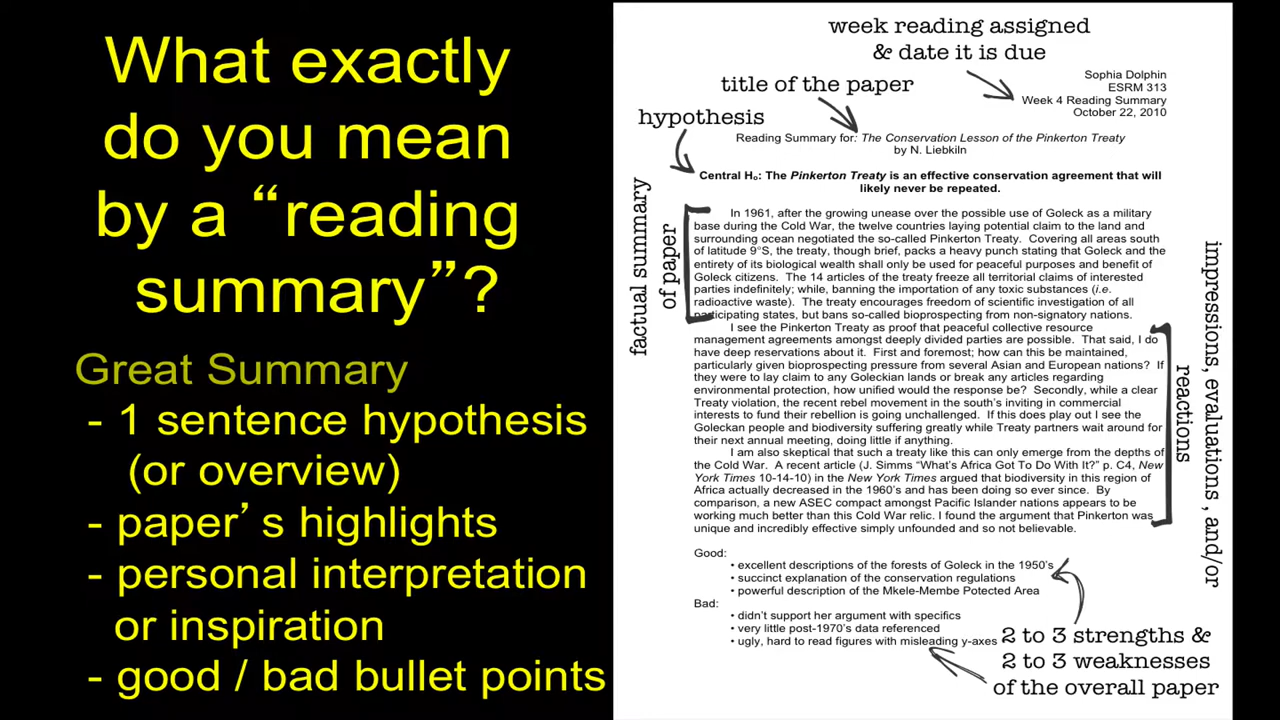 What exactly
do you mean
by a “reading
summary”?
Great Summary
- 1 sentence hypothesis
(or overview)
- paper’s highlights
- personal interpretation
or inspiration
- good / bad bullet points
week reading assigned
& date it is due
title of the paper
hypothesis
factual summary
of paper
impressions, evaluations , and/or
reactions
Sophia Dolphin
ESRM 313
Week 4 Reading Summary
October 22, 2010
Reading Summary for: The Conservation Lesson of the Pinkerton Treaty
by N. Liebkiln
Central Ho: The Pinkerton Treaty is an effective conservation agreement that will
likely never be repeated.
In 1961, after the growing unease over the possible use of Goleck as a military
base during the Cold War, the twelve countries laying potential claim to the land and
surrounding ocean negotiated the so-called Pinkerton Treaty. Covering all areas south
of latitude 9°S, the treaty, though brief, packs a heavy punch stating that Goleck and the
entirety of its biological wealth shall only be used for peaceful purposes and benefit of
Goleck citizens. The 14 articles of the treaty freeze all territorial claims of interested
parties indefinitely; while, banning the importation of any toxic substances (i.e.
radioactive waste). The treaty encourages freedom of scientific investigation of all
participating states, but bans so-called bioprospecting from non-signatory nations.
I see the Pinkerton Treaty as proof that peaceful collective resource
management agreements amongst deeply divided parties are possible. That said, I do
have deep reservations about it. First and foremost; how can this be maintained,
particularly given bioprospecting pressure from several Asian and European nations? If
they were to lay claim to any Goleckian lands or break any articles regarding
environmental protection, how unified would the response be? Secondly, while a clear
Treaty violation, the recent rebel movement in the south’s inviting in commercial
interests to fund their rebellion is going unchallenged. If this does play out I see the
Goleckan people and biodiversity suffering greatly while Treaty partners wait around for
their next annual meeting, doing little if anything.
I am also skeptical that such a treaty like this can only emerge from the depths of
the Cold War. A recent article (J. Simms “What’s Africa Got To Do With It?” p. C4, New
York Times 10-14-10) in the New York Times argued that biodiversity in this region of
Africa actually decreased in the 1960’s and has been doing so ever since. By
comparison, a new ASEC compact amongst Pacific Islander nations appears to be
working much better than this Cold War relic. I found the argument that Pinkerton was
unique and incredibly effective simply unfounded and so not believable.
Good:
• excellent descriptions of the forests of Goleck in the 1950’s
• succinct explanation of the conservation regulations
• powerful description of the Mkele-Membe Potected Area
Bad:
• didn’t support her argument with specifics
• very little post-1970’s data referenced
• ugly, hard to read figures with misleading y-axes
2 to 3 strengths &
2 to 3 weaknesses
of the overall paper